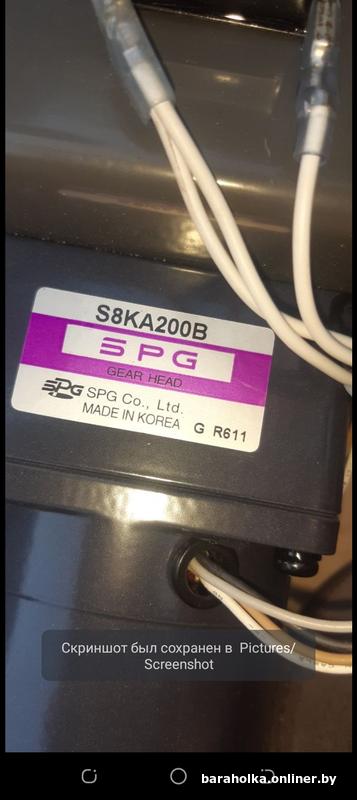 S8KA200B
SPG
GEAR HEAD
SPG SPG Co., Ltd.
MADE IN KOREA G R611
Скриншот был сохранен в Pictures/
Screenshot
baraholka.onliner.by